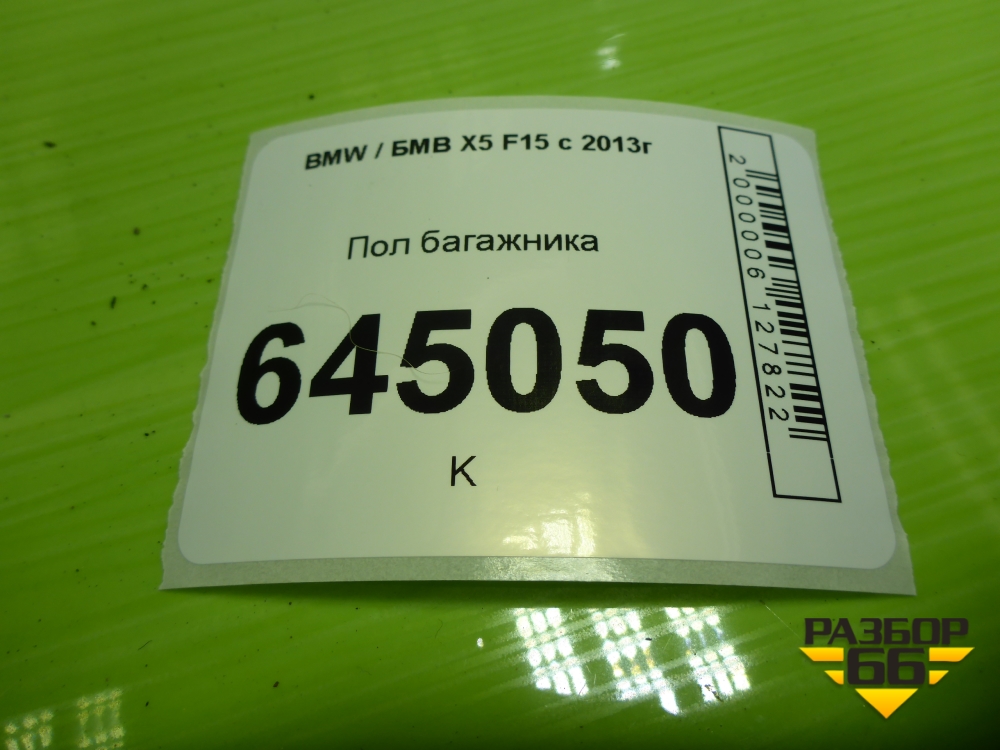 BMW / БМВ X5 F15 с 2013г
Пол багажника
645050
К
2000006127822
РАЗБОР
66